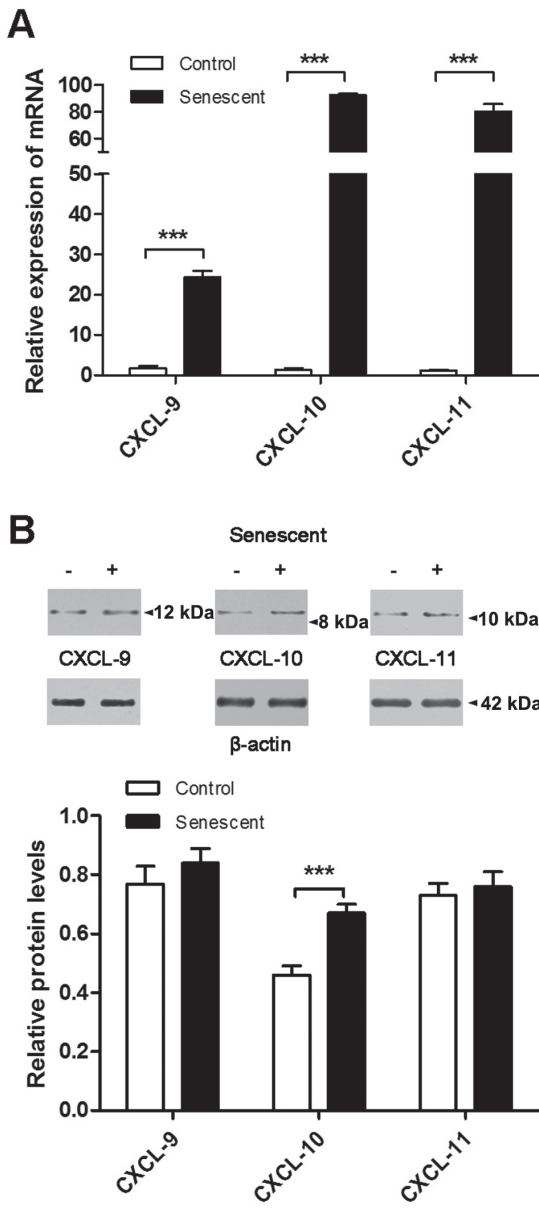 A
Control
Senescent
Relative expression of mRNA
100
80
60
50
40
30
20
10
0
***
***
***
CXCL-9
CXCL-10
CXCL-11
B
Senescent
- + - + - +
12 kDa
8 kDa
10 kDa
CXCL-9 CXCL-10 CXCL-11
42 kDa
β-actin
Control
Senescent
Relative protein levels
1.0
0.8
0.6
0.4
0.2
0.0
***
CXCL-9
CXCL-10
CXCL-11